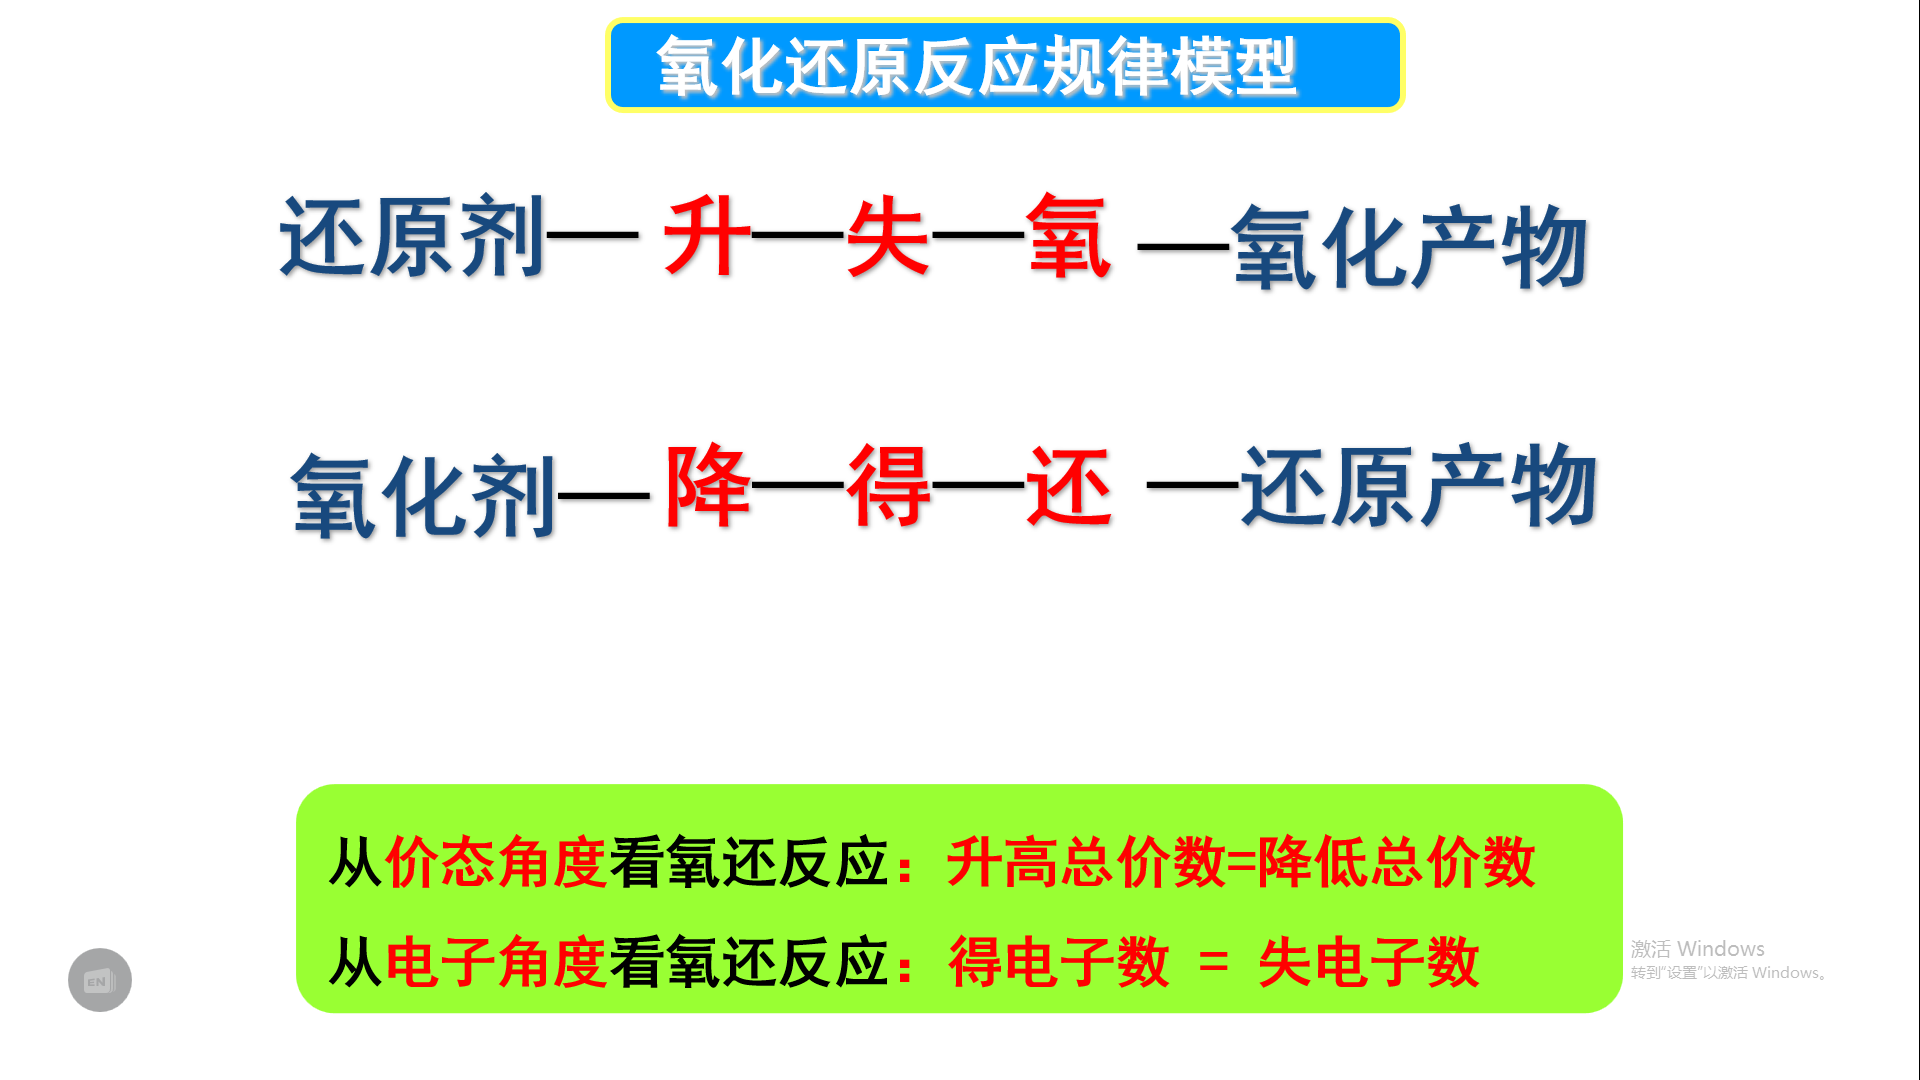 氧化还原反应规律模型
还原剂— 升—失—氧 —氧化产物
氧化剂— 降—得—还 —还原产物
从价态角度看氧还反应：升高总价数=降低总价数
从电子角度看氧还反应：得电子数 = 失电子数
激活 Windows
转到“设置”以激活 Windows。
EN